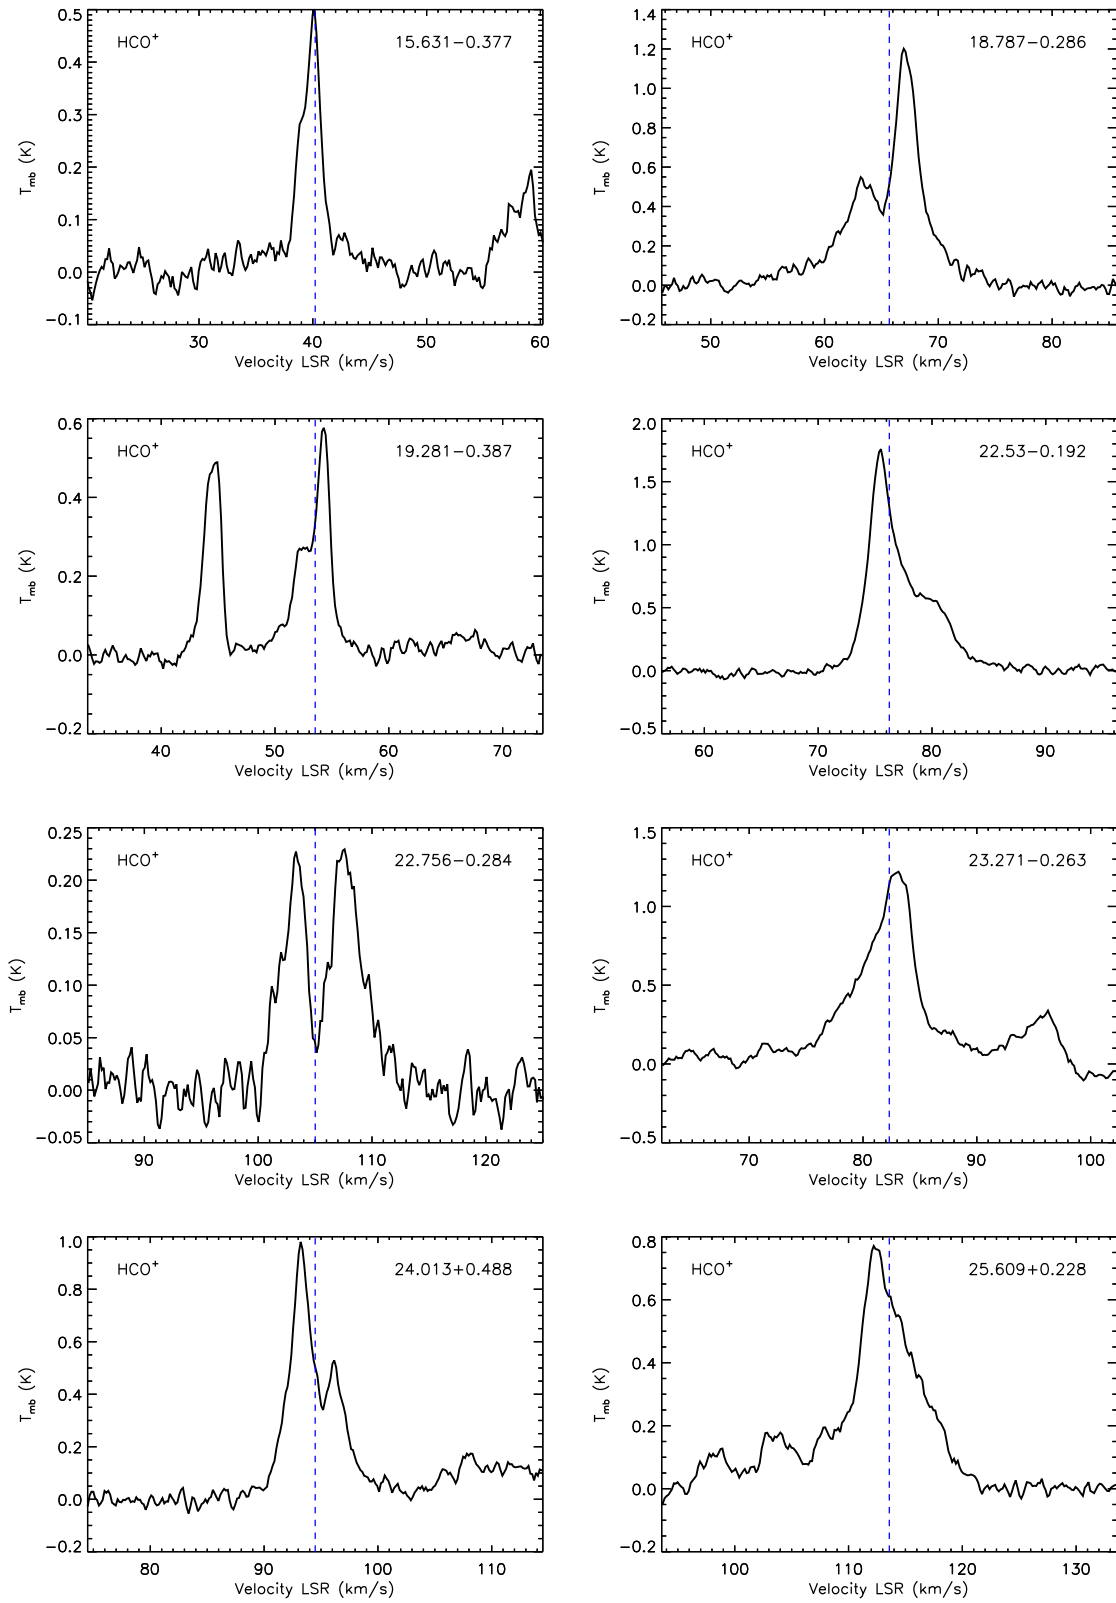 HCO+ 15.631−0.377
0.5
0.4
0.3
0.2
0.1
0.0
−0.1
Tmb (K)
30 40 50 60
Velocity LSR (km/s)
HCO+ 18.787−0.286
1.4
1.2
1.0
0.8
0.6
0.4
0.2
0.0
−0.2
Tmb (K)
50 60 70 80
Velocity LSR (km/s)
HCO+ 19.281−0.387
0.6
0.4
0.2
0.0
−0.2
Tmb (K)
40 50 60 70
Velocity LSR (km/s)
HCO+ 22.53−0.192
2.0
1.5
1.0
0.5
0.0
−0.5
Tmb (K)
60 70 80 90
Velocity LSR (km/s)
HCO+ 22.756−0.284
0.25
0.20
0.15
0.10
0.05
0.00
−0.05
Tmb (K)
90 100 110 120
Velocity LSR (km/s)
HCO+ 23.271−0.263
1.5
1.0
0.5
0.0
−0.5
Tmb (K)
70 80 90 100
Velocity LSR (km/s)
HCO+ 24.013+0.488
1.0
0.8
0.6
0.4
0.2
0.0
−0.2
Tmb (K)
80 90 100 110
Velocity LSR (km/s)
HCO+ 25.609+0.228
0.8
0.6
0.4
0.2
0.0
−0.2
Tmb (K)
100 110 120 130
Velocity LSR (km/s)